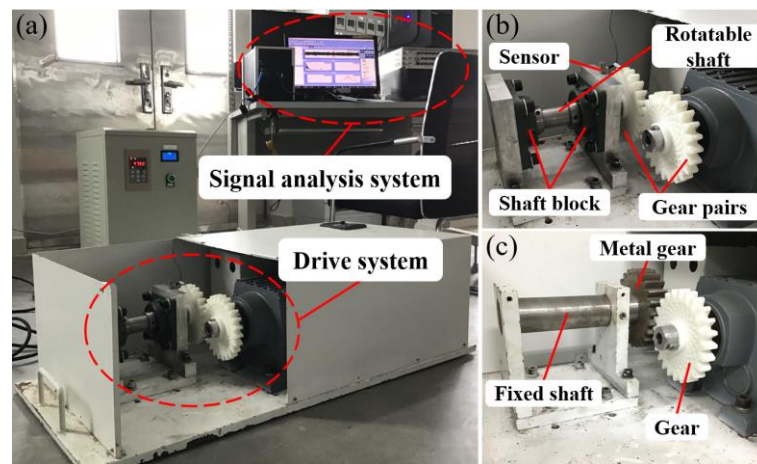 (a)
Signal analysis system
Drive system
(b)
Sensor
Rotatable
shaft
Shaft block
Gear pairs
(c)
Metal gear
Fixed shaft
Gear